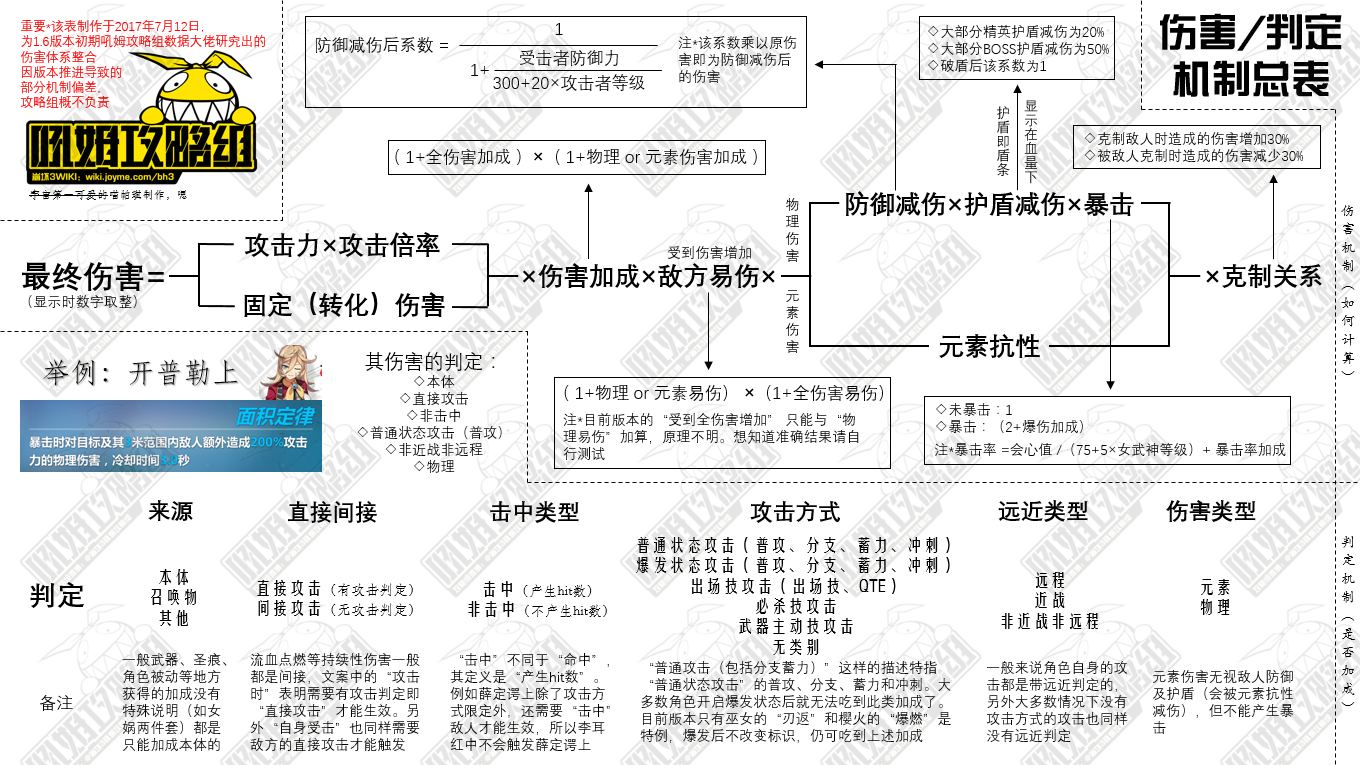 重要*该表制作于2017年7月12日，
为1.6版本初期吼姆攻略组数据大佬研究出的
伤害体系整合
因版本推进导致的
部分机制偏差，
攻略组概不负责
吼姆攻略组
崩坏3WIKI：wiki.joyme.com/bh3
宇宙第一可爱的喵帕斯制作，嗯
伤害/判定
机制总表
防御减伤后系数 =
1
1+
受击者防御力
300+20×攻击者等级
注*该系数乘以原伤
害即为防御减伤后
的伤害
◇大部分精英护盾减伤为20%
◇大部分BOSS护盾减伤为50%
◇破盾后该系数为1
护盾即盾条
显示在血量下
◇克制敌人时造成的伤害增加30%
◇被敌人克制时造成的伤害减少30%
（1+全伤害加成）×（1+物理 or 元素伤害加成）
最终伤害=
（显示时数字取整）
攻击力×攻击倍率
固定（转化）伤害
×伤害加成×敌方易伤×
受到伤害增加
物理伤害
元素伤害
防御减伤×护盾减伤×暴击
元素抗性
×克制关系
伤害机制（如何计算）
（1+物理 or 元素易伤）×（1+全伤害易伤）
注*目前版本的“受到全伤害增加” 只能与“物
理易伤”加算，原理不明。想知道准确结果请自
行测试
◇未暴击：1
◇暴击：（2+爆伤加成）
注*暴击率 =会心值 /（75+5×女武神等级）+ 暴击率加成
举例：开普勒上
面积定律
暴击时对目标及其
米范围内敌人额外造成200%攻击
力的物理伤害，冷却时间
秒
其伤害的判定：
◇本体
◇直接攻击
◇非击中
◇普通状态攻击（普攻）
◇非近战非远程
◇物理
来源
直接间接
击中类型
攻击方式
远近类型
伤害类型
判定
本体
召唤物
其他
直接攻击（有攻击判定）
间接攻击（无攻击判定）
击中（产生hit数）
非击中（不产生hit数）
普通状态攻击（普攻、分支、蓄力、冲刺）
爆发状态攻击（普攻、分支、蓄力、冲刺）
出场技攻击（出场技、QTE）
必杀技攻击
武器主动技攻击
无类别
远程
近战
非近战非远程
元素
物理
判定机制（是否加成）
备注
一般武器、圣痕、
角色被动等地方
获得的加成没有
特殊说明（如女
娲两件套）都是
只能加成本体的
流血点燃等持续性伤害一般
都是间接，文案中的“攻击
时”表明需要有攻击判定即
“直接攻击”才能生效。另
外“自身受击”也同样需要
敌方的直接攻击才能触发
“击中”不同于“命中”，
其定义是“产生hit数”。
例如薛定谔上除了攻击方
式限定外，还需要“击中”
敌人才能生效，所以李耳
红中不会触发薛定谔上
“普通攻击（包括分支蓄力）”这样的描述特指
“普通状态攻击”的普攻、分支、蓄力和冲刺。大
多数角色开启爆发状态后就无法吃到此类加成了。
目前版本只有巫女的“刃返”和樱火的“爆燃”是
特例，爆发后不改变标识，仍可吃到上述加成
一般来说角色自身的攻
击都是带远近判定的，
另外大多数情况下没有
攻击方式的攻击也同样
没有远近判定
元素伤害无视敌人防御
及护盾（会被元素抗性
减伤），但不能产生暴
击